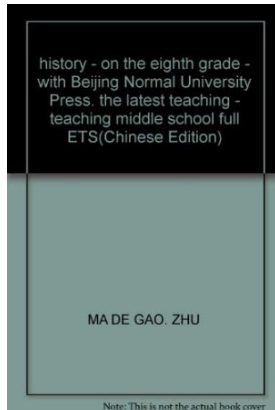 history - on the eighth grade -
with Beijing Normal University
Press. the latest teaching -
teaching middle school full
ETS(Chinese Edition)
MA DE GAO. ZHU
Note: This is not the actual book cover